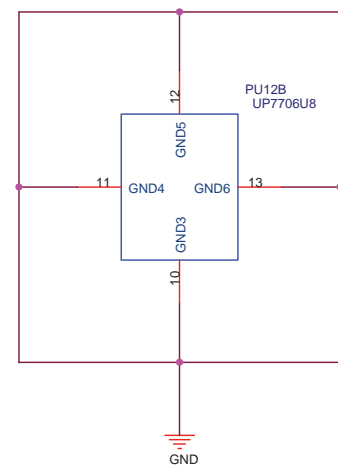 PU12B
UP7706U8
12
GND5
11
GND4
GND6
13
GND3
10
GND